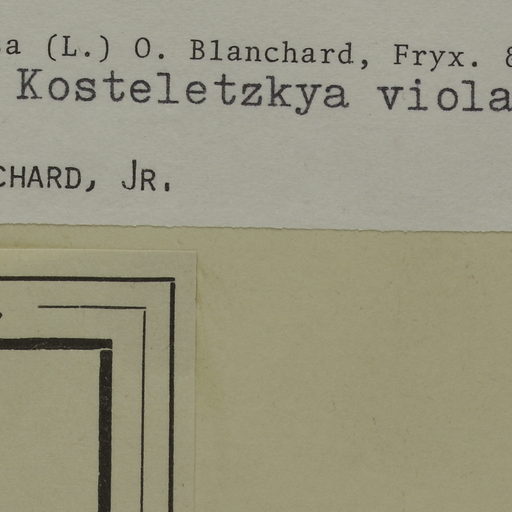 (L.) O. Blanchard, Fryx. &
Kosteletzkya viola
CHARD, JR.